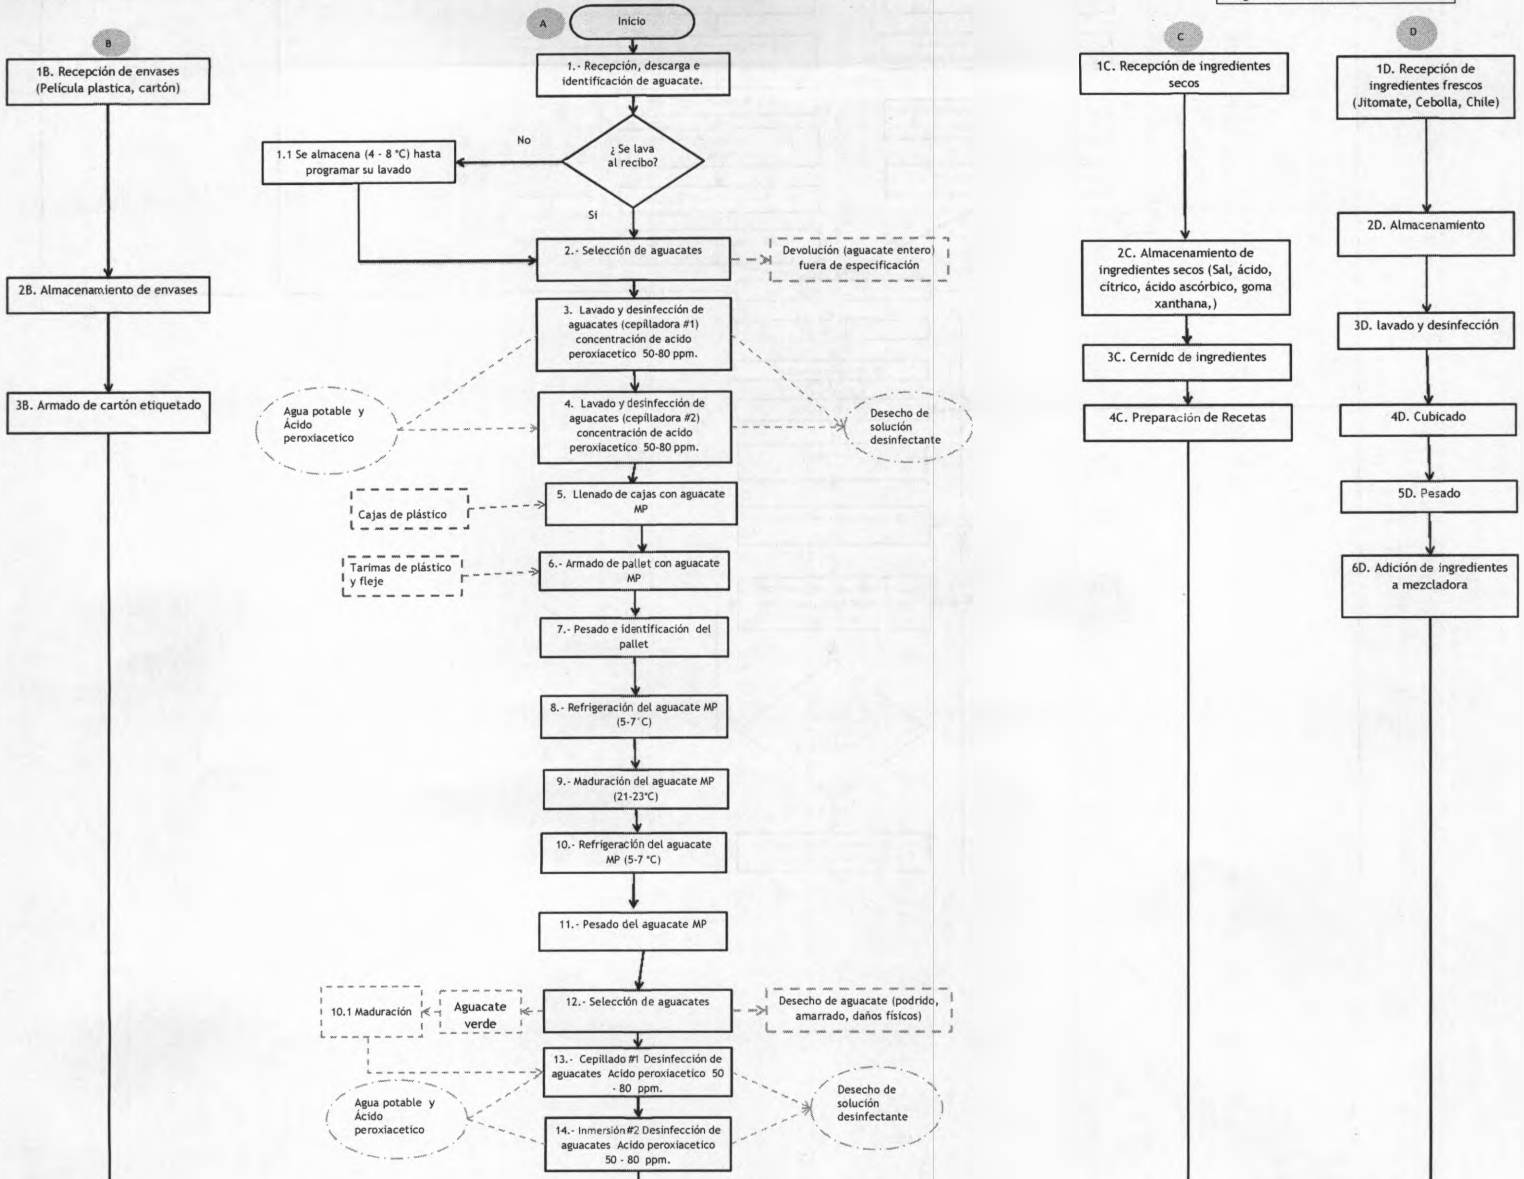 A
Inicio
1.- Recepción, descarga e
identificación de aguacate.
¿ Se lava
al recibo?
No
Si
1.1 Se almacena (4 - 8 °C) hasta
programar su lavado
2.- Selección de aguacates
Devolución (aguacate entero)
fuera de especificación
3. Lavado y desinfección de
aguacates (cepilladora #1)
concentración de acido
peroxiacetico 50-80 ppm.
Agua potable y
Ácido
peroxiacetico
4. Lavado y desinfección de
aguacates (cepilladora #2)
concentración de acido
peroxiacetico 50-80 ppm.
Desecho de
solución
desinfectante
Cajas de plástico
5. Llenado de cajas con aguacate
MP
Tarimas de plástico
y fleje
6.- Armado de pallet con aguacate
MP
7.- Pesado e identificación del
pallet
8.- Refrigeración del aguacate MP
(5-7°C)
9.- Maduración del aguacate MP
(21-23°C)
10.- Refrigeración del aguacate
MP (5-7 °C)
11.- Pesado del aguacate MP
12.- Selección de aguacates
Aguacate
verde
10.1 Maduración
Desecho de aguacate (podrido,
amarrado, daños físicos)
13.- Cepillado #1 Desinfección de
aguacates Acido peroxiacetico 50
- 80 ppm.
Agua potable y
Ácido
peroxiacetico
Desecho de
solución
desinfectante
14.- Inmersión #2 Desinfección de
aguacates Acido peroxiacetico
50 - 80 ppm.
B
1B. Recepción de envases
(Película plastica, cartón)
2B. Almacenamiento de envases
3B. Armado de cartón etiquetado
C
1C. Recepción de ingredientes
secos
2C. Almacenamiento de
ingredientes secos (Sal, ácido,
cítrico, ácido ascórbico, goma
xanthana,)
3C. Cernido de ingredientes
4C. Preparación de Recetas
D
1D. Recepción de
ingredientes frescos
(Jitomate, Cebolla, Chile)
2D. Almacenamiento
3D. lavado y desinfección
4D. Cubicado
5D. Pesado
6D. Adición de ingredientes
a mezcladora